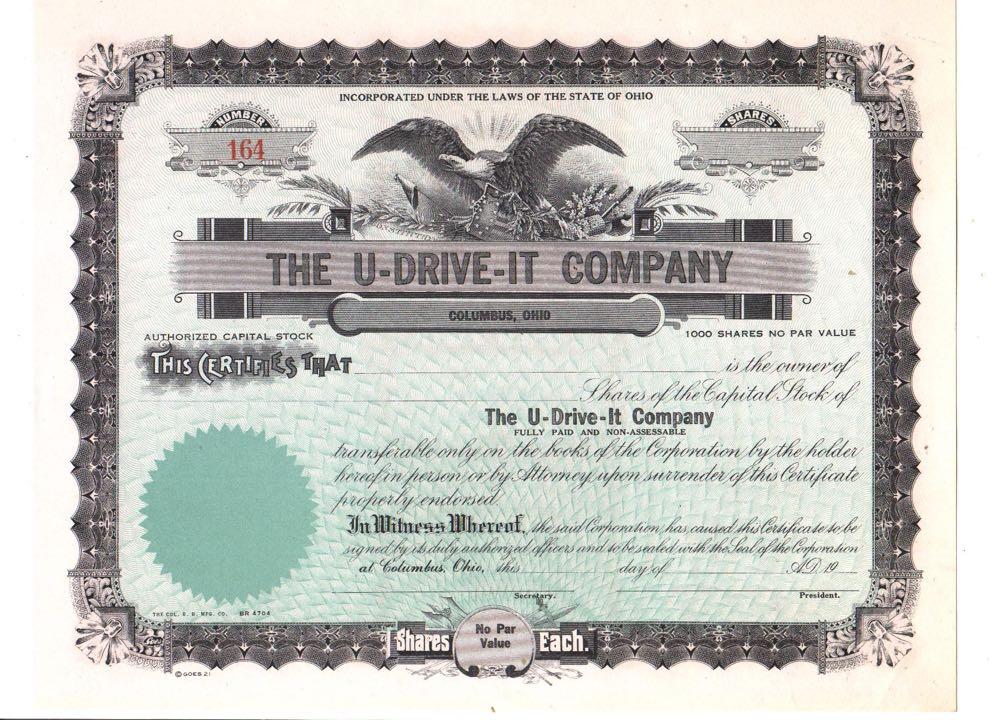 INCORPORATED UNDER THE LAWS OF THE STATE OF OHIO
NUMBER
164
SHARES
THE U-DRIVE-IT COMPANY
COLUMBUS, OHIO
AUTHORIZED CAPITAL STOCK
1000 SHARES NO PAR VALUE
THIS CERTIFIES THAT is the owner of
Shares of the Capital Stock of
The U-Drive-It Company
FULLY PAID AND NON-ASSESSABLE
transferable only on the books of the Corporation by the holder
hereof in person or by Attorney upon surrender of this Certificate
properly endorsed.
In Witness Whereof, the said Corporation has caused this Certificate to be
signed by its duly authorized officers and to be sealed with the Seal of the Corporation
at Columbus, Ohio, this day of A.D. 19
Secretary. President.
THE COL. B. B. MFG. CO. BR 4704
Shares No Par Value Each.
© GOES 21